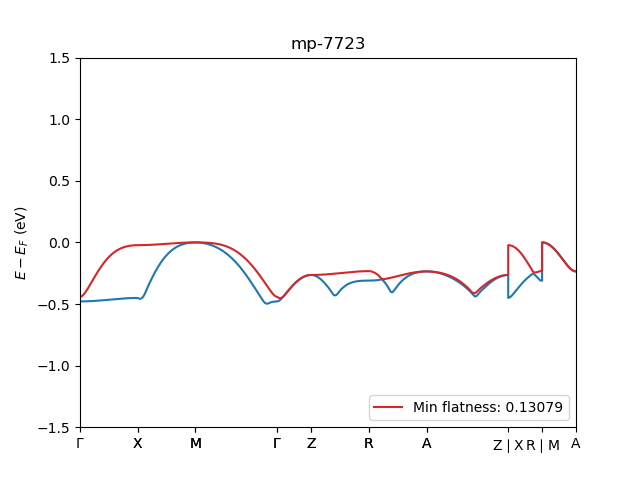 mp-7723
E − E_F (eV)
1.5
1.0
0.5
0.0
−0.5
−1.0
−1.5
Min flatness: 0.13079
Γ X M Γ Z R A Z | X R | M A